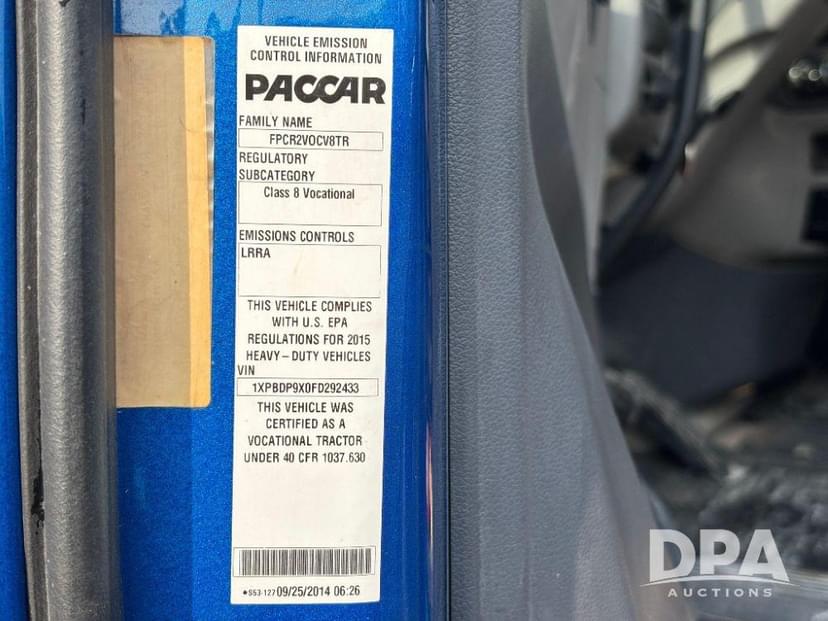 VEHICLE EMISSION
CONTROL INFORMATION
PACCAR
FAMILY NAME
FPCR2VOCV8TR
REGULATORY
SUBCATEGORY
Class 8 Vocational
EMISSIONS CONTROLS
LRRA
THIS VEHICLE COMPLIES
WITH U.S. EPA
REGULATIONS FOR 2015
HEAVY-DUTY VEHICLES
VIN
1XPBDP9X0FD292433
THIS VEHICLE WAS
CERTIFIED AS A
VOCATIONAL TRACTOR
UNDER 40 CFR 1037.630
•S53-127 09/25/2014 06:26
DPA
AUCTIONS